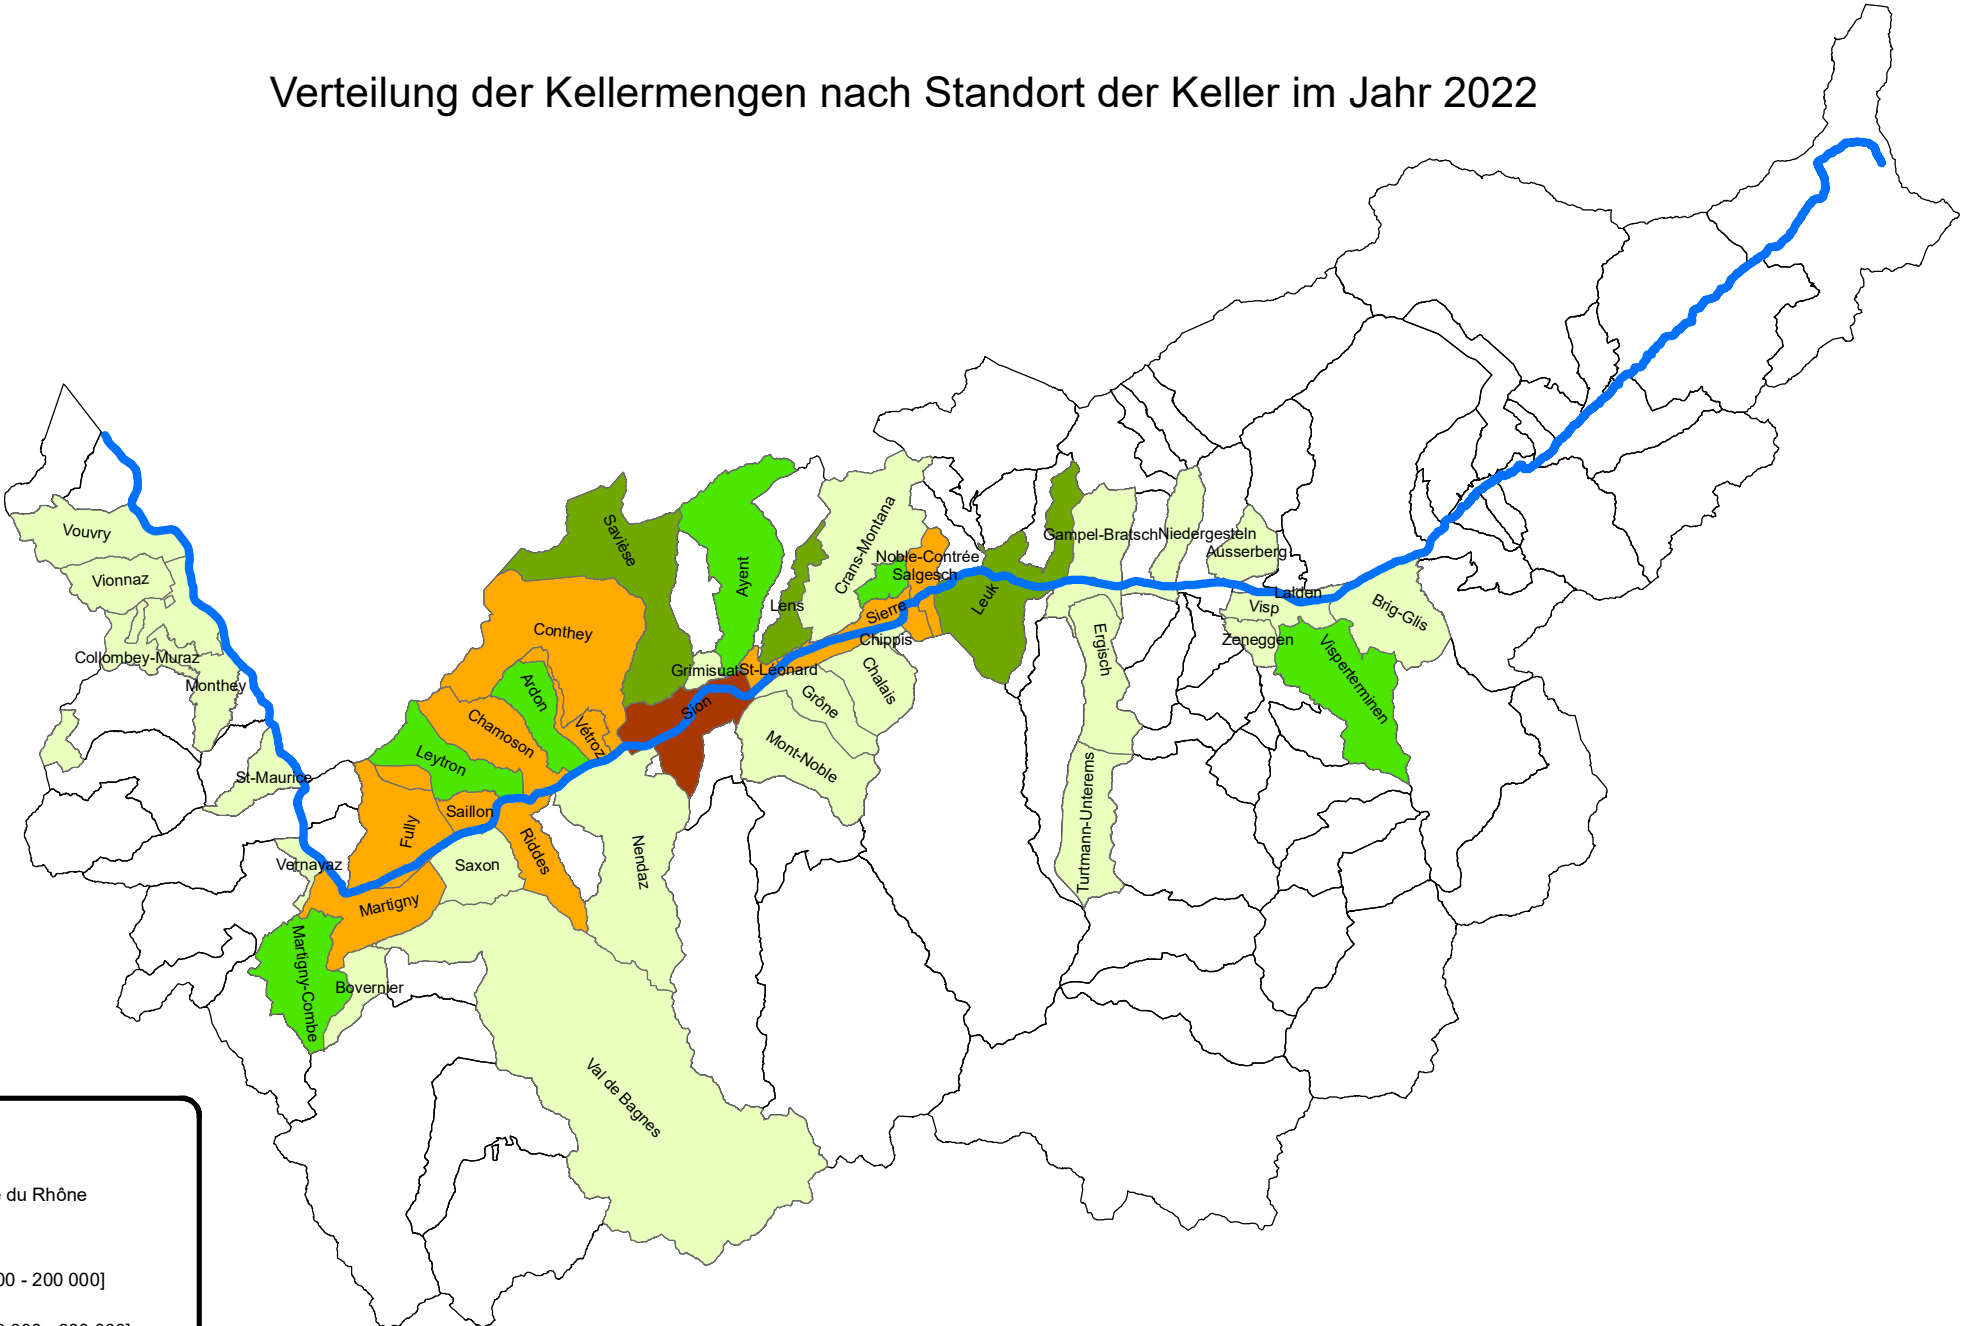 Verteilung der Kellermengen nach Standort der Keller im Jahr 2022
Vouvry
Vionnaz
Collombey-Muraz
Monthey
St-Maurice
Vernayaz
Martigny
Martigny-Combe
Bovernier
Fully
Saillon
Saxon
Leytron
Chamoson
Riddes
Ardon
Vétroz
Conthey
Savièse
Nendaz
Val de Bagnes
Sion
Grimisuat
Ayent
St-Léonard
Lens
Crans-Montana
Noble-Contrée
Salgesch
Sierre
Chippis
Chalais
Grône
Mont-Noble
Leuk
Gampel-Bratsch
Niedergesteln
Ausserberg
Ergisch
Turtmann-Unterems
Lalden
Visp
Zeneggen
Visperterminen
Brig-Glis
du Rhône
00 - 200 000]